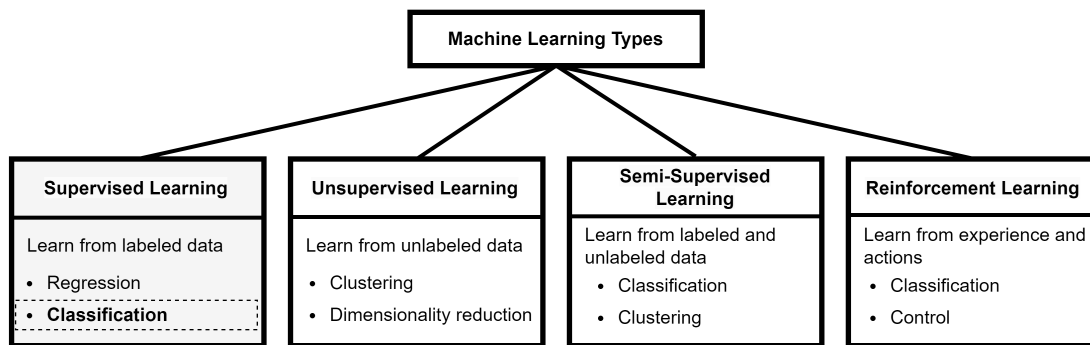 Machine Learning Types
Supervised Learning
Learn from labeled data
• Regression
• Classification
Unsupervised Learning
Learn from unlabeled data
• Clustering
• Dimensionality reduction
Semi-Supervised
Learning
Learn from labeled and
unlabeled data
• Classification
• Clustering
Reinforcement Learning
Learn from experience and
actions
• Classification
• Control